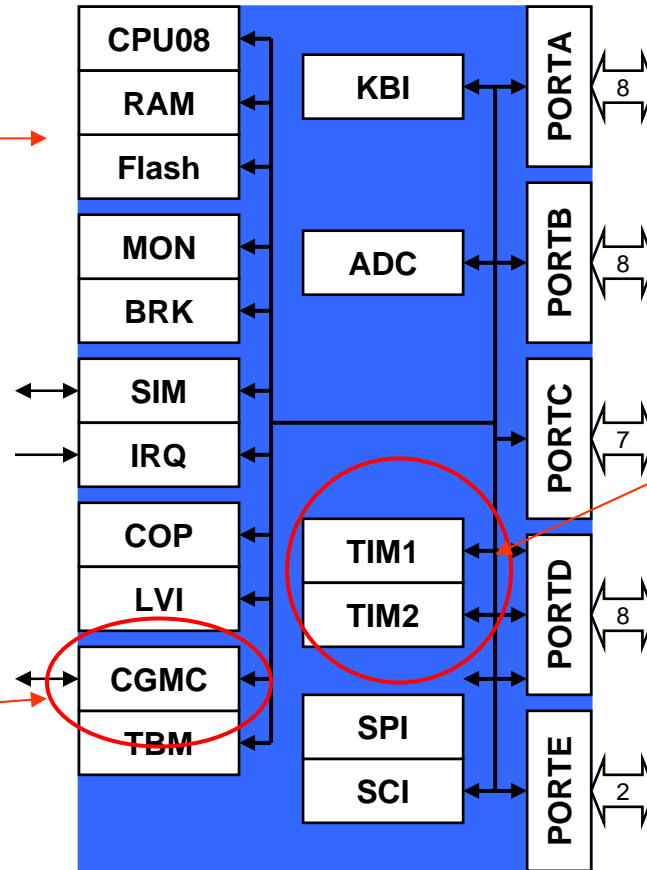 CPU08
RAM
Flash
MON
BRK
SIM
IRQ
COP
LVI
CGMC
TBM
KBI
ADC
TIM1
TIM2
SPI
SCI
PORTA
8
PORTB
8
PORTC
7
PORTD
8
PORTE
2